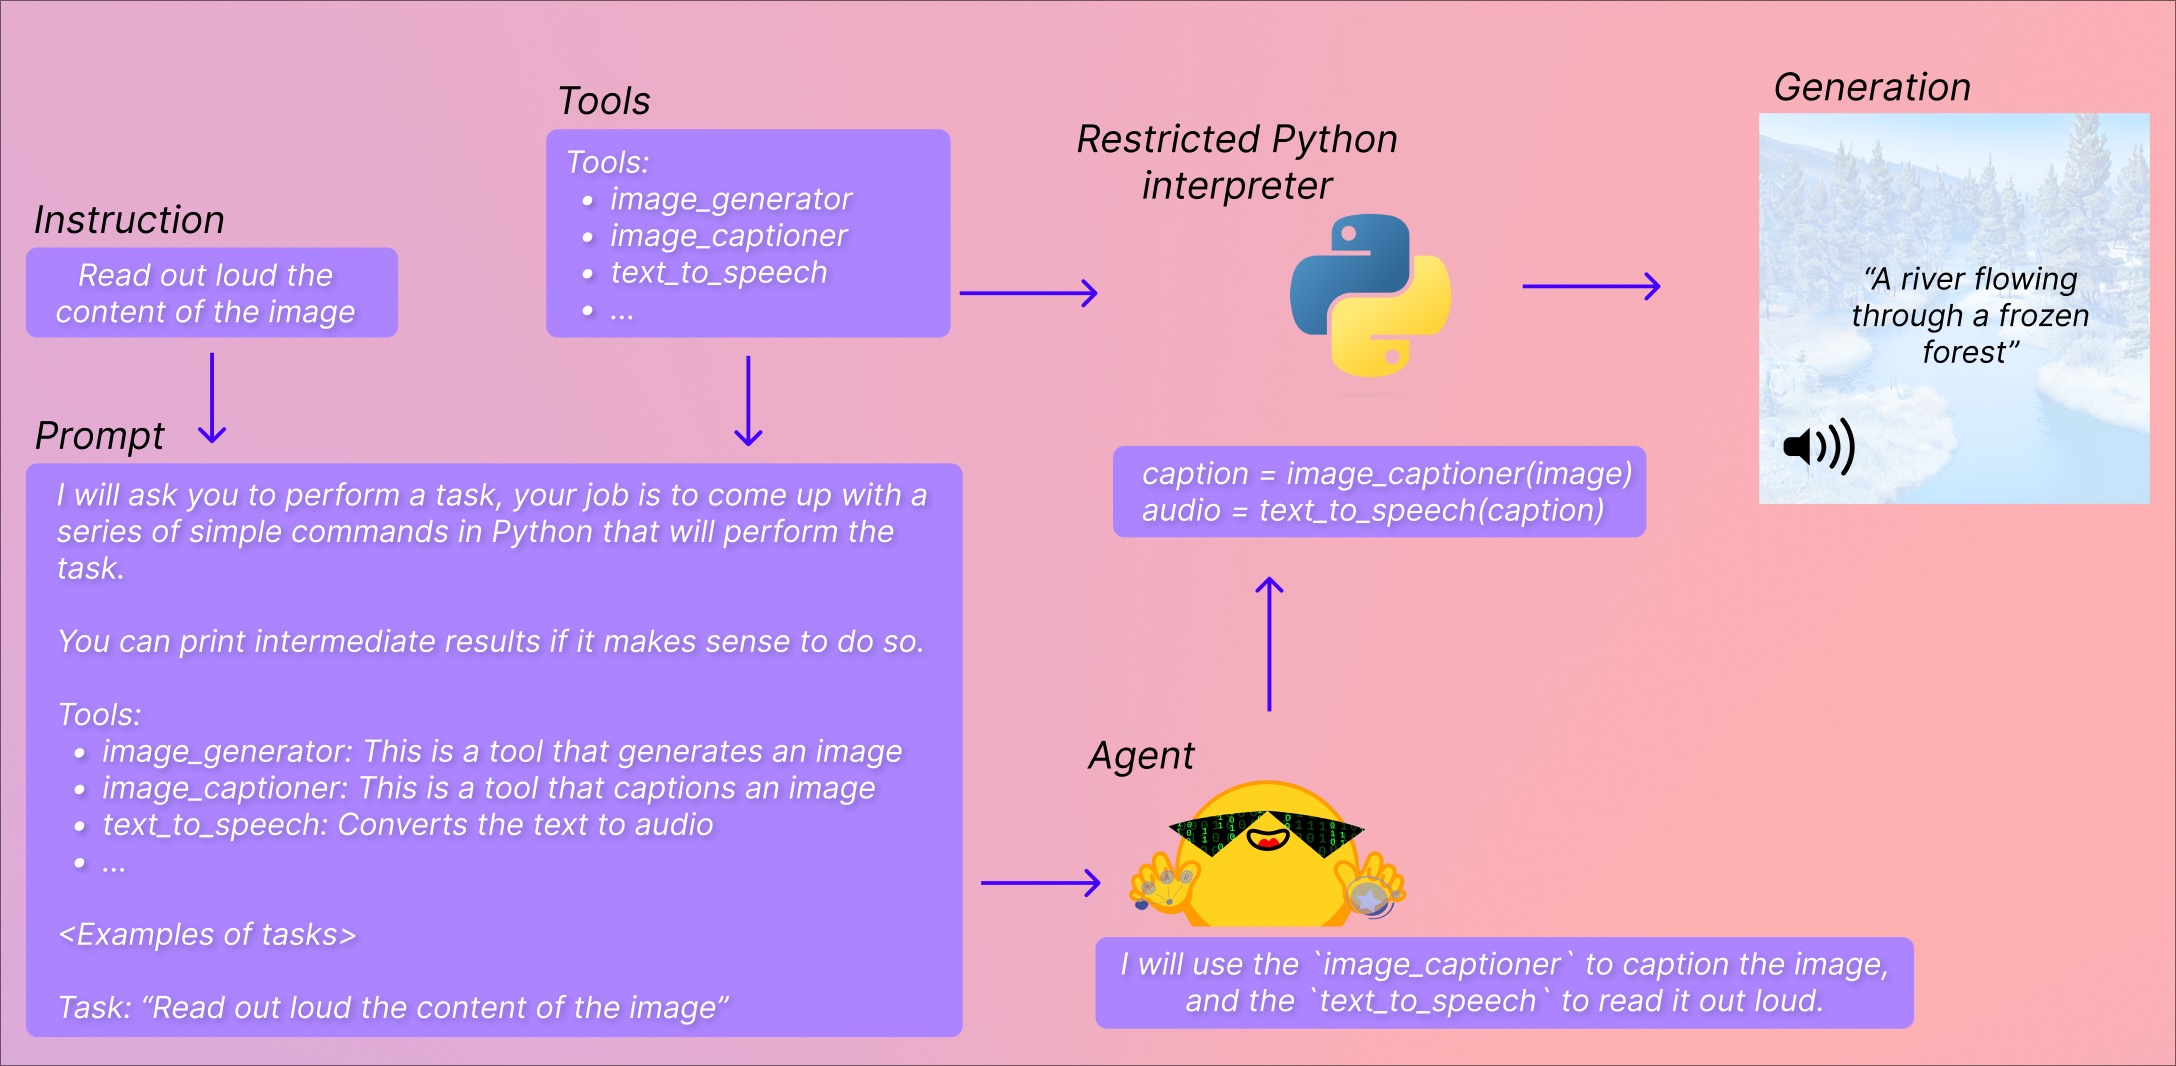 Instruction
Read out loud the
content of the image
Tools
Tools:
• image_generator
• image_captioner
• text_to_speech
• ...
Prompt
I will ask you to perform a task, your job is to come up with a
series of simple commands in Python that will perform the
task.
You can print intermediate results if it makes sense to do so.
Tools:
• image_generator: This is a tool that generates an image
• image_captioner: This is a tool that captions an image
• text_to_speech: Converts the text to audio
• ...
<Examples of tasks>
Task: “Read out loud the content of the image”
Agent
I will use the `image_captioner` to caption the image,
and the `text_to_speech` to read it out loud.
caption = image_captioner(image)
audio = text_to_speech(caption)
Restricted Python
interpreter
Generation
“A river flowing
through a frozen
forest”